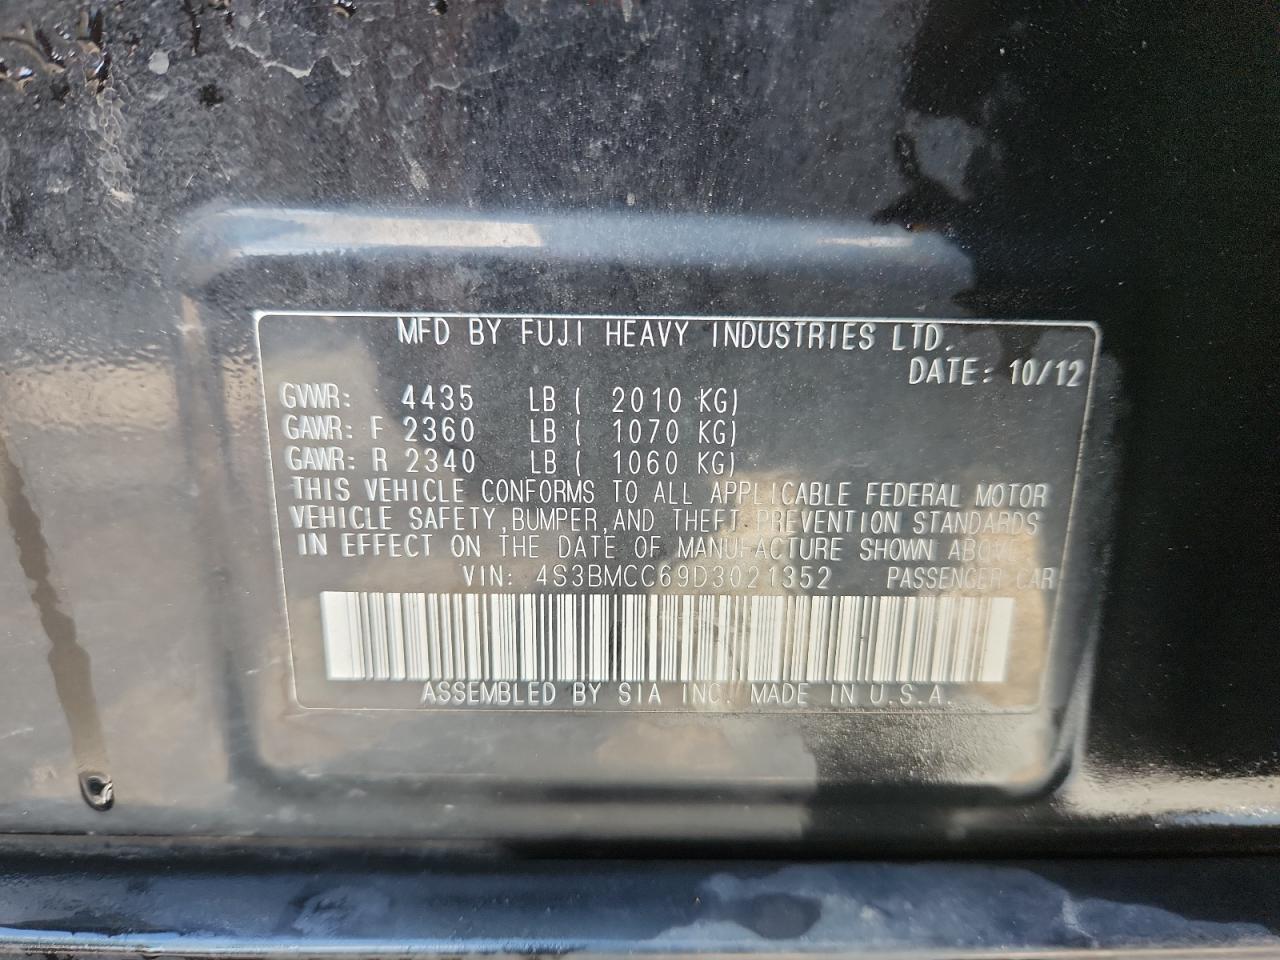 MFD BY FUJI HEAVY INDUSTRIES LTD.
DATE: 10/12
GVWR: 4435 LB ( 2010 KG)
GAWR: F 2360 LB ( 1070 KG)
GAWR: R 2340 LB ( 1060 KG)
THIS VEHICLE CONFORMS TO ALL APPLICABLE FEDERAL MOTOR
VEHICLE SAFETY, BUMPER, AND THEFT PREVENTION STANDARDS
IN EFFECT ON THE DATE OF MANUFACTURE SHOWN ABOVE
VIN: 4S3BMCC69D3021352 PASSENGER CAR
ASSEMBLED BY SIA INC. MADE IN U.S.A.